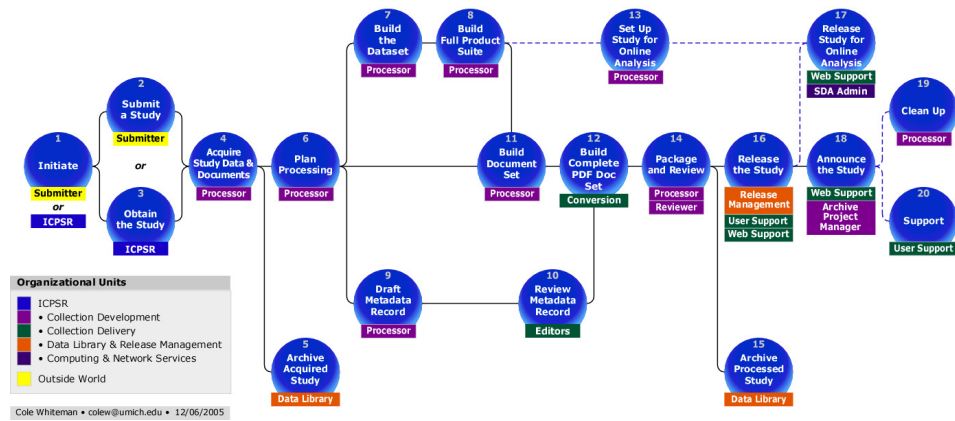 1
Initiate
Submitter
or
ICPSR
2
Submit
a Study
Submitter
or
3
Obtain
the Study
ICPSR
4
Acquire
Study Data &
Documents
Processor
5
Archive
Acquired
Study
Data Library
6
Plan
Processing
Processor
7
Build
the
Dataset
Processor
8
Build
Full Product
Suite
Processor
9
Draft
Metadata
Record
Processor
10
Review
Metadata
Record
Editors
11
Build
Document
Set
Processor
12
Build
Complete
PDF Doc
Set
Conversion
13
Set Up
Study for
Online
Analysis
Processor
14
Package
and Review
Processor
Reviewer
15
Archive
Processed
Study
Data Library
16
Release
the Study
Release
Management
User Support
Web Support
17
Release
Study for
Online
Analysis
Web Support
SDA Admin
18
Announce
the Study
Web Support
Archive
Project
Manager
19
Clean Up
Processor
20
Support
User Support
Organizational Units
ICPSR
• Collection Development
• Collection Delivery
• Data Library & Release Management
• Computing & Network Services
Outside World
Cole Whiteman • colew@umich.edu • 12/06/2005